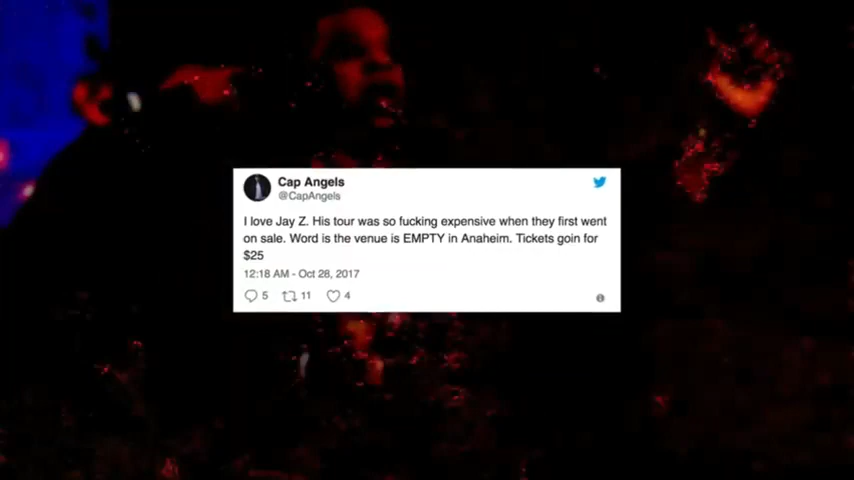 Cap Angels
@CapAngels
I love Jay Z. His tour was so fucking expensive when they first went
on sale. Word is the venue is EMPTY in Anaheim. Tickets goin for
$25
12:18 AM - Oct 28, 2017
5 11 4